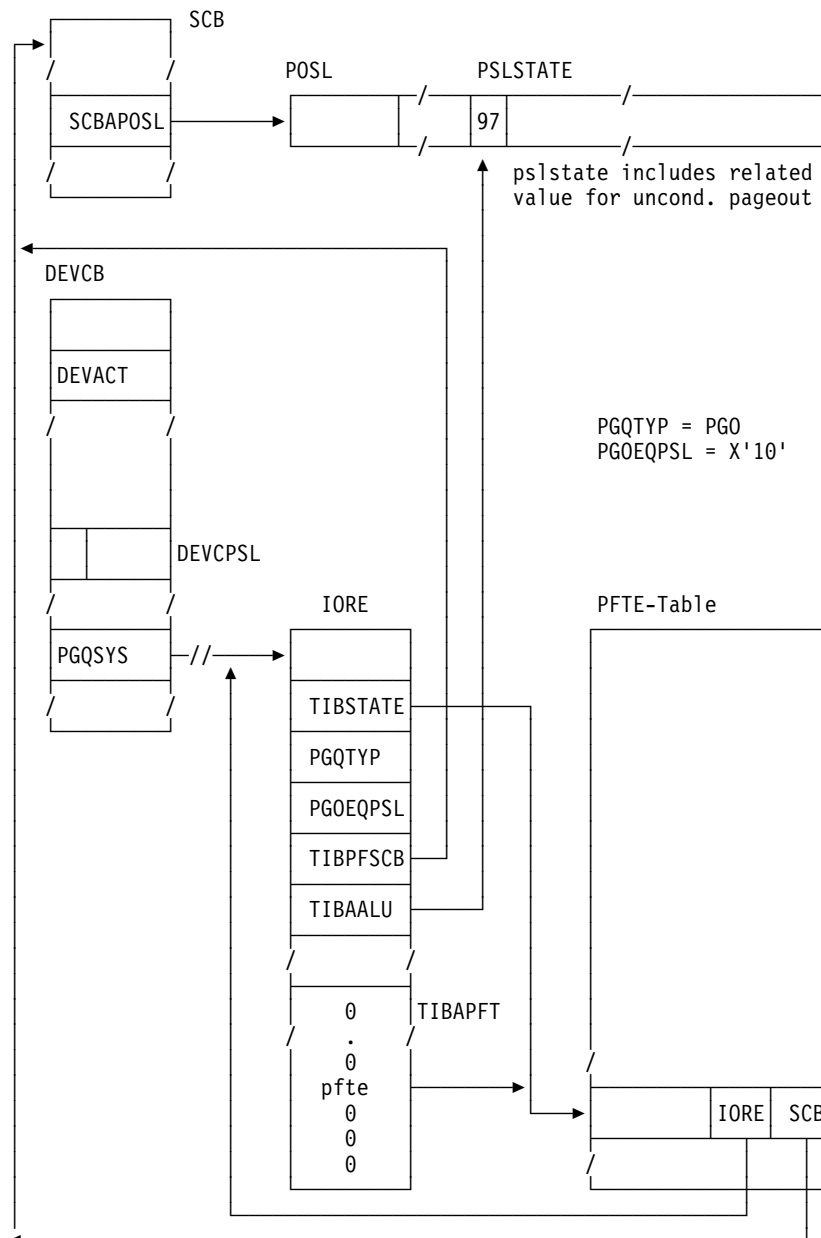 SCB
POSL PSLSTATE
SCBAPOSL
97
pslstate includes related
value for uncond. pageout
DEVCB
DEVACT
PGQTYP = PGO
PGOEQPSL = X'10'
DEVCPSL
IORE
PFTE-Table
PGQSYS
//
TIBSTATE
PGQTYP
PGOEQPSL
TIBPFSCB
TIBAALU
0
TIBAPFT
.
0
pfte
0
0
0
IORE
SCB